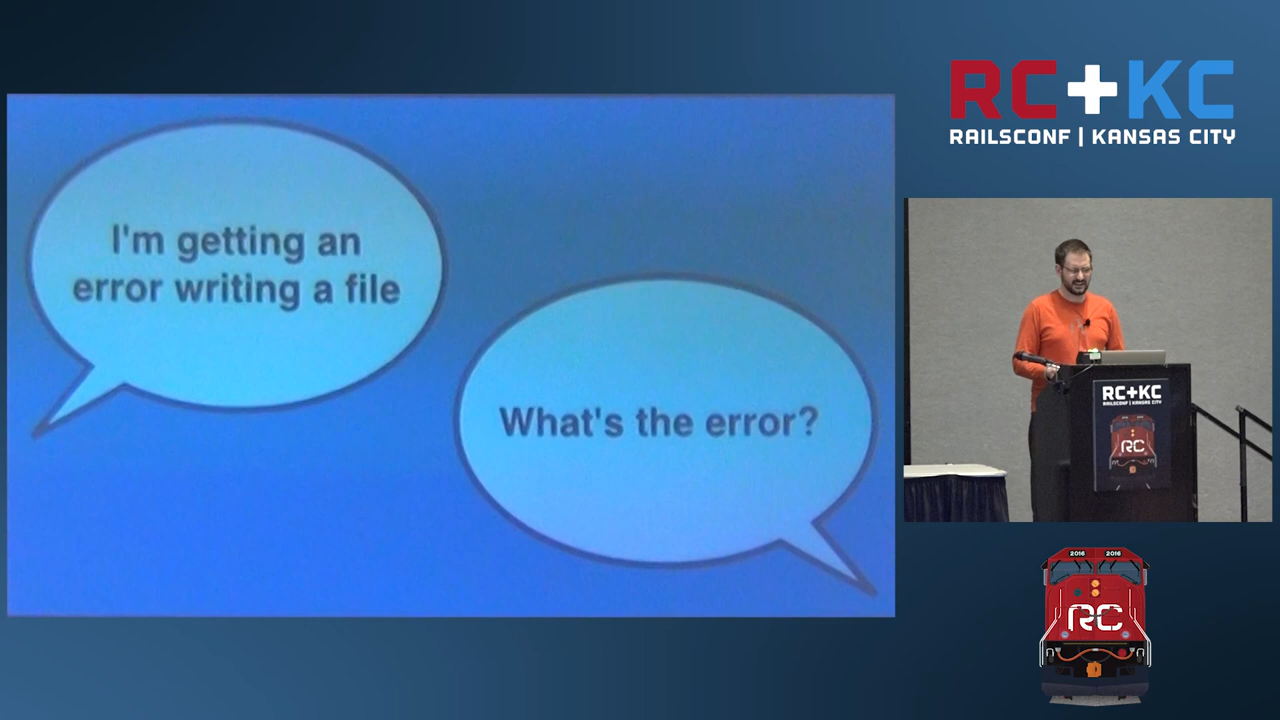 I'm getting an
error writing a file
What's the error?
RC+KC
RAILSCONF | KANSAS CITY
RC+KC
RAILSCONF | KANSAS CITY
RC
2016 2016
RC